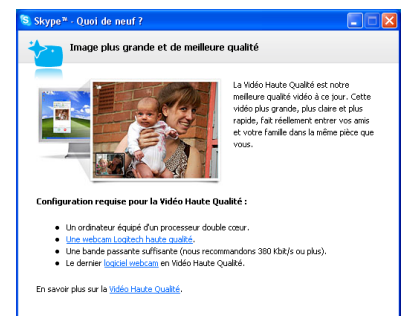 Skype™ - Quoi de neuf ?
Image plus grande et de meilleure qualité
La Vidéo Haute Qualité est notre
meilleure qualité vidéo à ce jour. Cette
vidéo plus grande, plus claire et plus
rapide, fait réellement entrer vos amis
et votre famille dans la même pièce que
vous.
Configuration requise pour la Vidéo Haute Qualité :
Un ordinateur équipé d'un processeur double cœur.
Une webcam Logitech haute qualité.
Une bande passante suffisante (nous recommandons 380 Kbit/s ou plus).
Le dernier logiciel webcam en Vidéo Haute Qualité.
En savoir plus sur la Vidéo Haute Qualité.